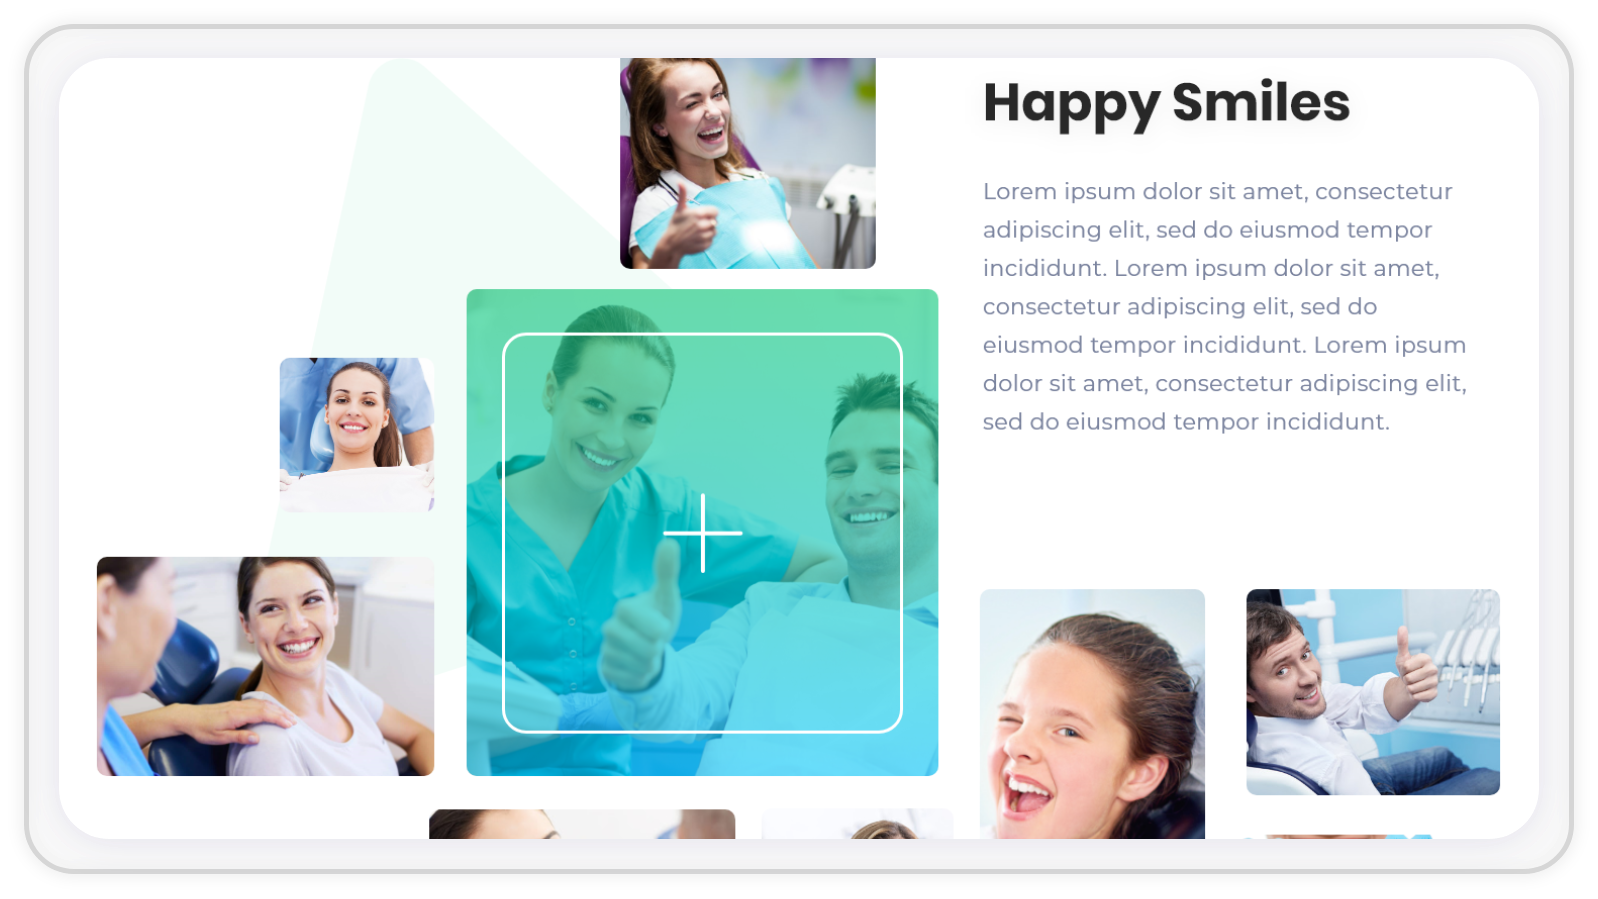 Happy Smiles
Lorem ipsum dolor sit amet, consectetur
adipiscing elit, sed do eiusmod tempor
incididunt. Lorem ipsum dolor sit amet,
consectetur adipiscing elit, sed do
eiusmod tempor incididunt. Lorem ipsum
dolor sit amet, consectetur adipiscing elit,
sed do eiusmod tempor incididunt.